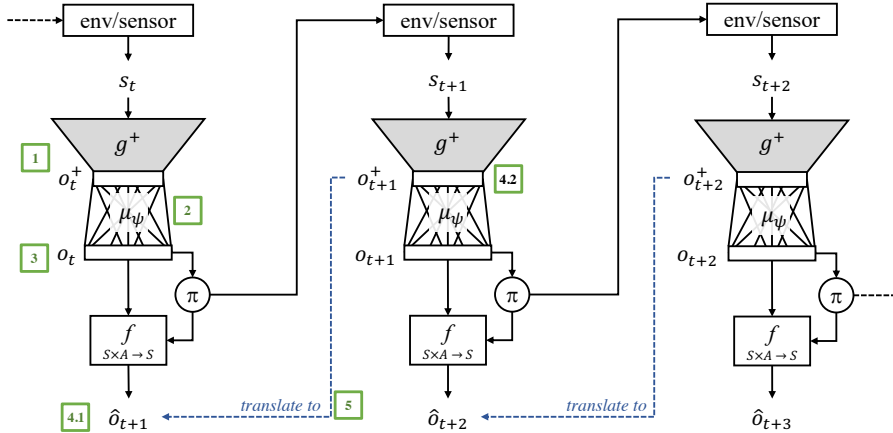 env/sensor env/sensor env/sensor
s_t s_{t+1} s_{t+2}
g^+ g^+ g^+
1
o_t^+ o_{t+1}^+ 4.2 o_{t+2}^+
μ_ψ 2 μ_ψ μ_ψ
3 o_t o_{t+1} o_{t+2}
π π π
f f f
S×A → S S×A → S S×A → S
4.1 ô_{t+1} translate to 5 ô_{t+2} translate to ô_{t+3}